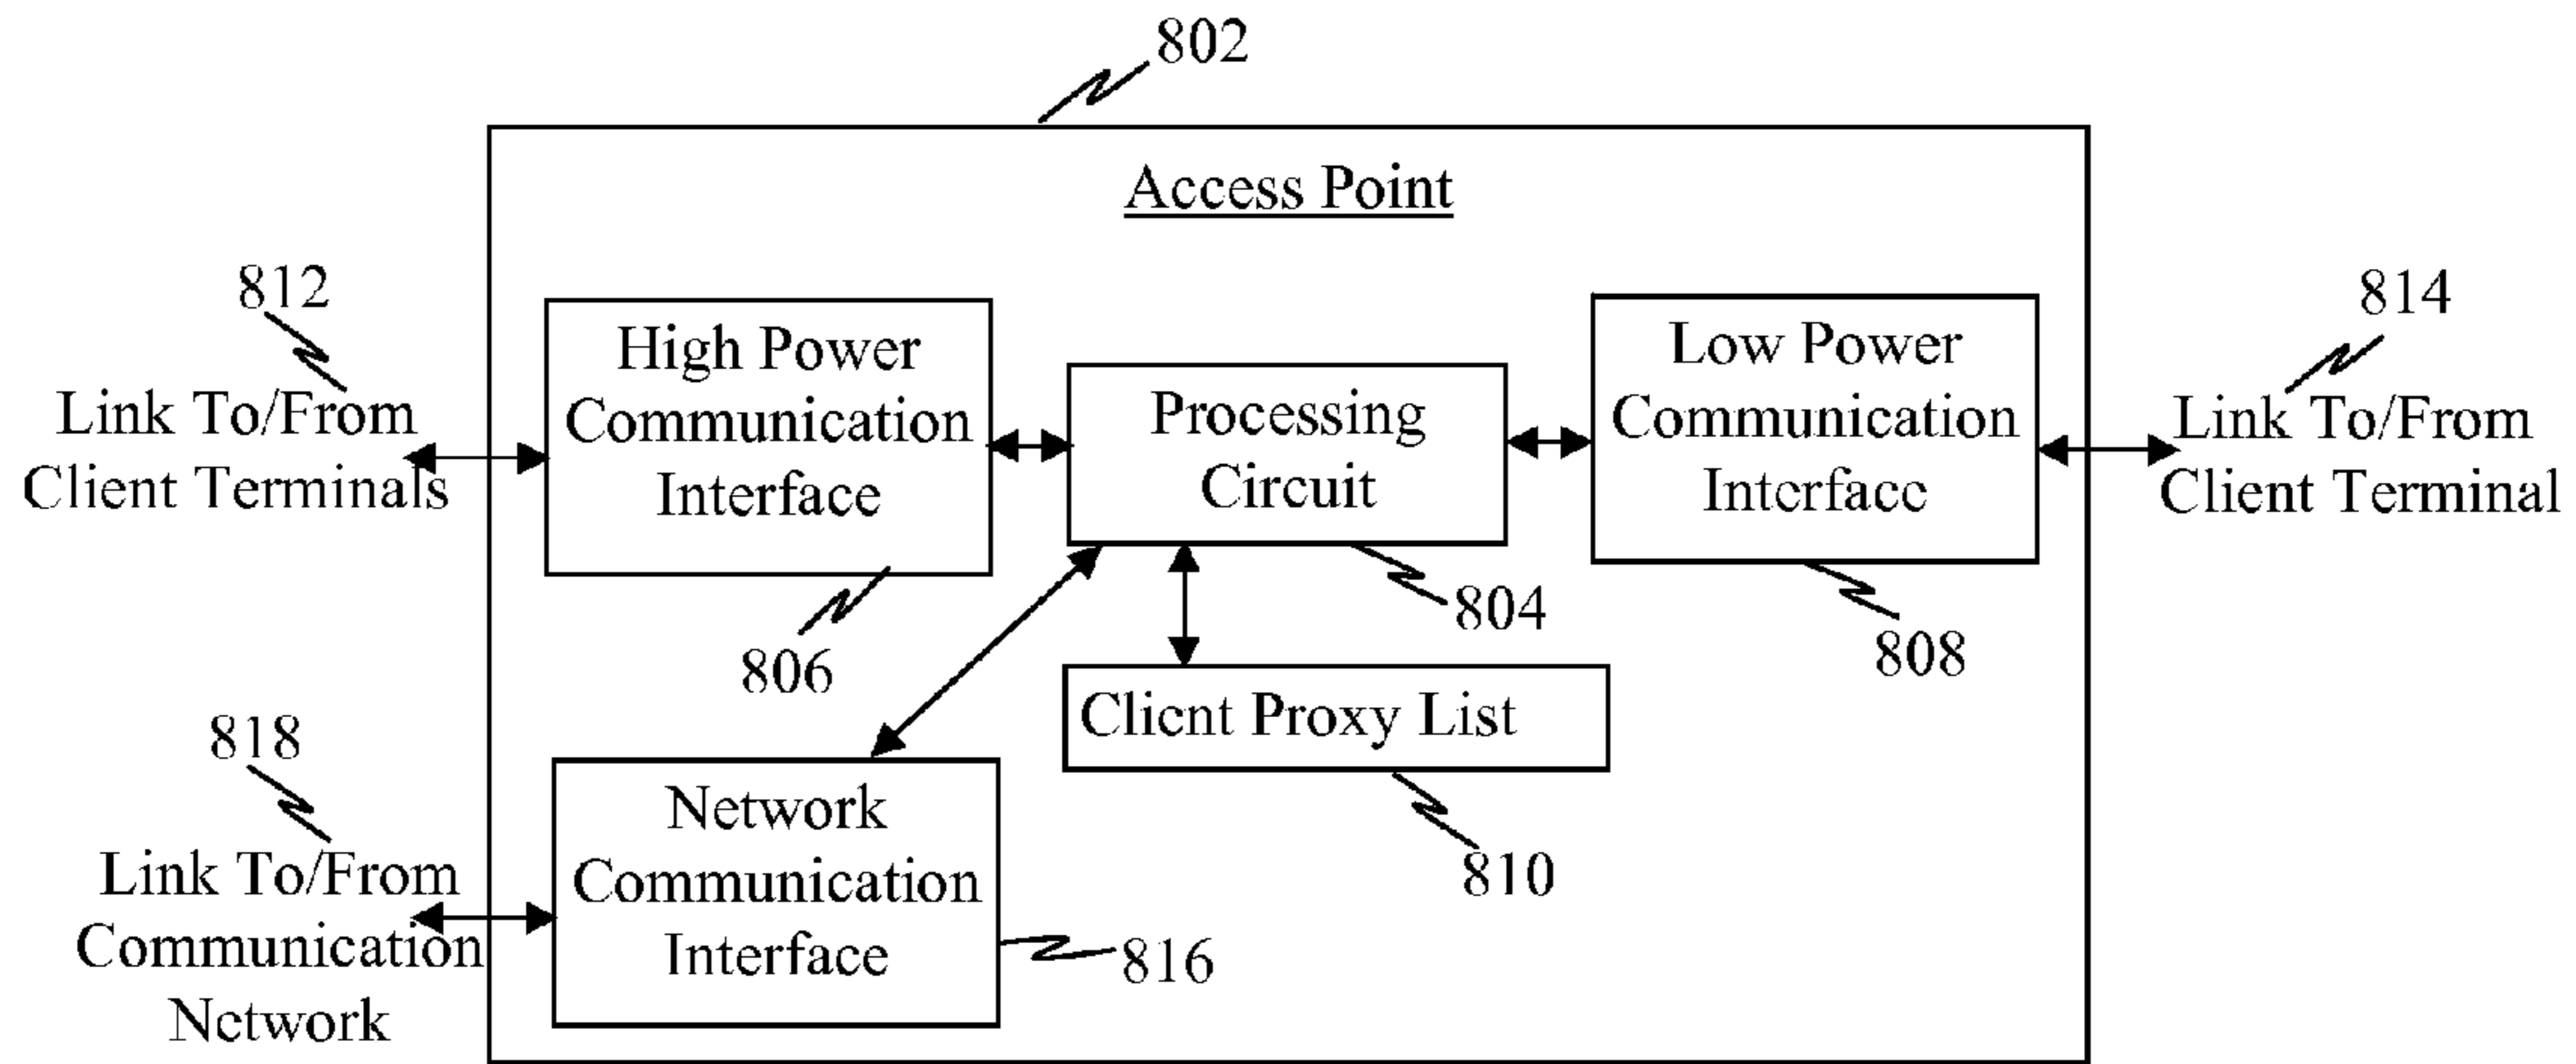 802
Access Point
812
Link To/From
Client Terminals
High Power
Communication
Interface
806
Processing
Circuit
804
Low Power
Communication
Interface
808
814
Link To/From
Client Terminal
Client Proxy List
810
818
Link To/From
Communication
Network
Network
Communication
Interface
816